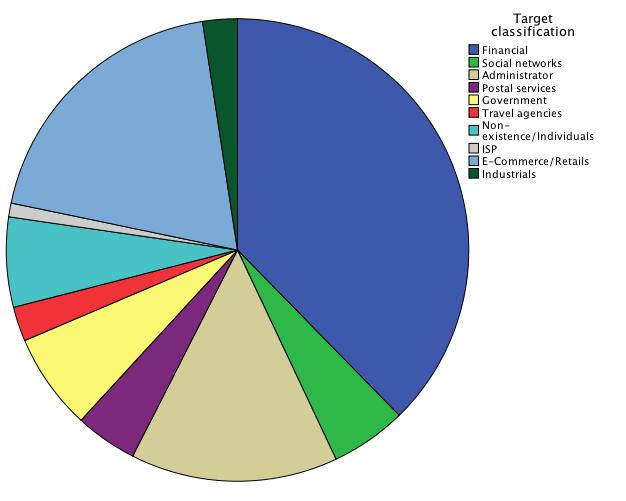 Target
classification
Financial
Social networks
Administrator
Postal services
Government
Travel agencies
Non-
existence/Individuals
ISP
E-Commerce/Retails
Industrials